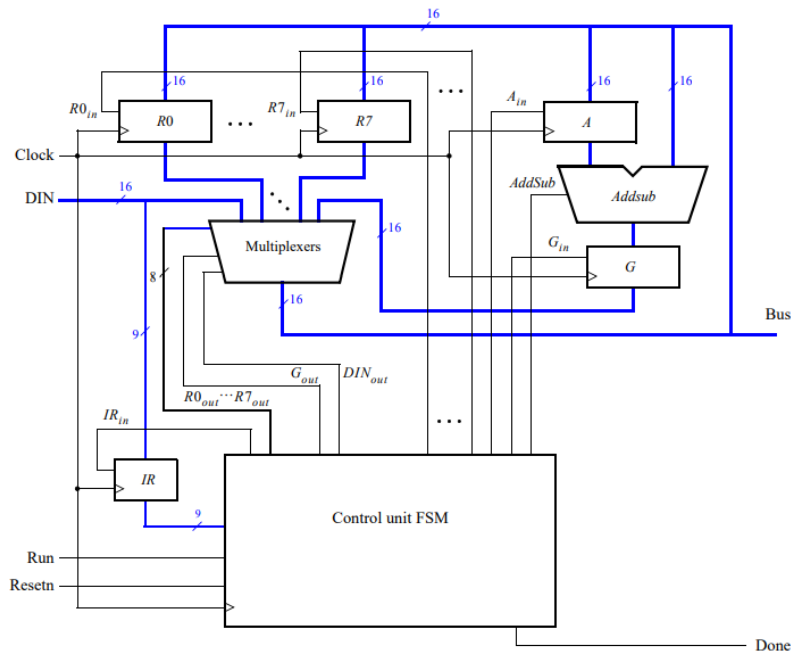 16
16
16
16
16
R0in
R0
• • •
R7in
R7
• • •
Ain
A
Clock
DIN
16
AddSub
Addsub
Multiplexers
16
Gin
G
8
16
Bus
9
Gout
DINout
R0out···R7out
IRin
• • •
IR
9
Control unit FSM
Run
Resetn
Done